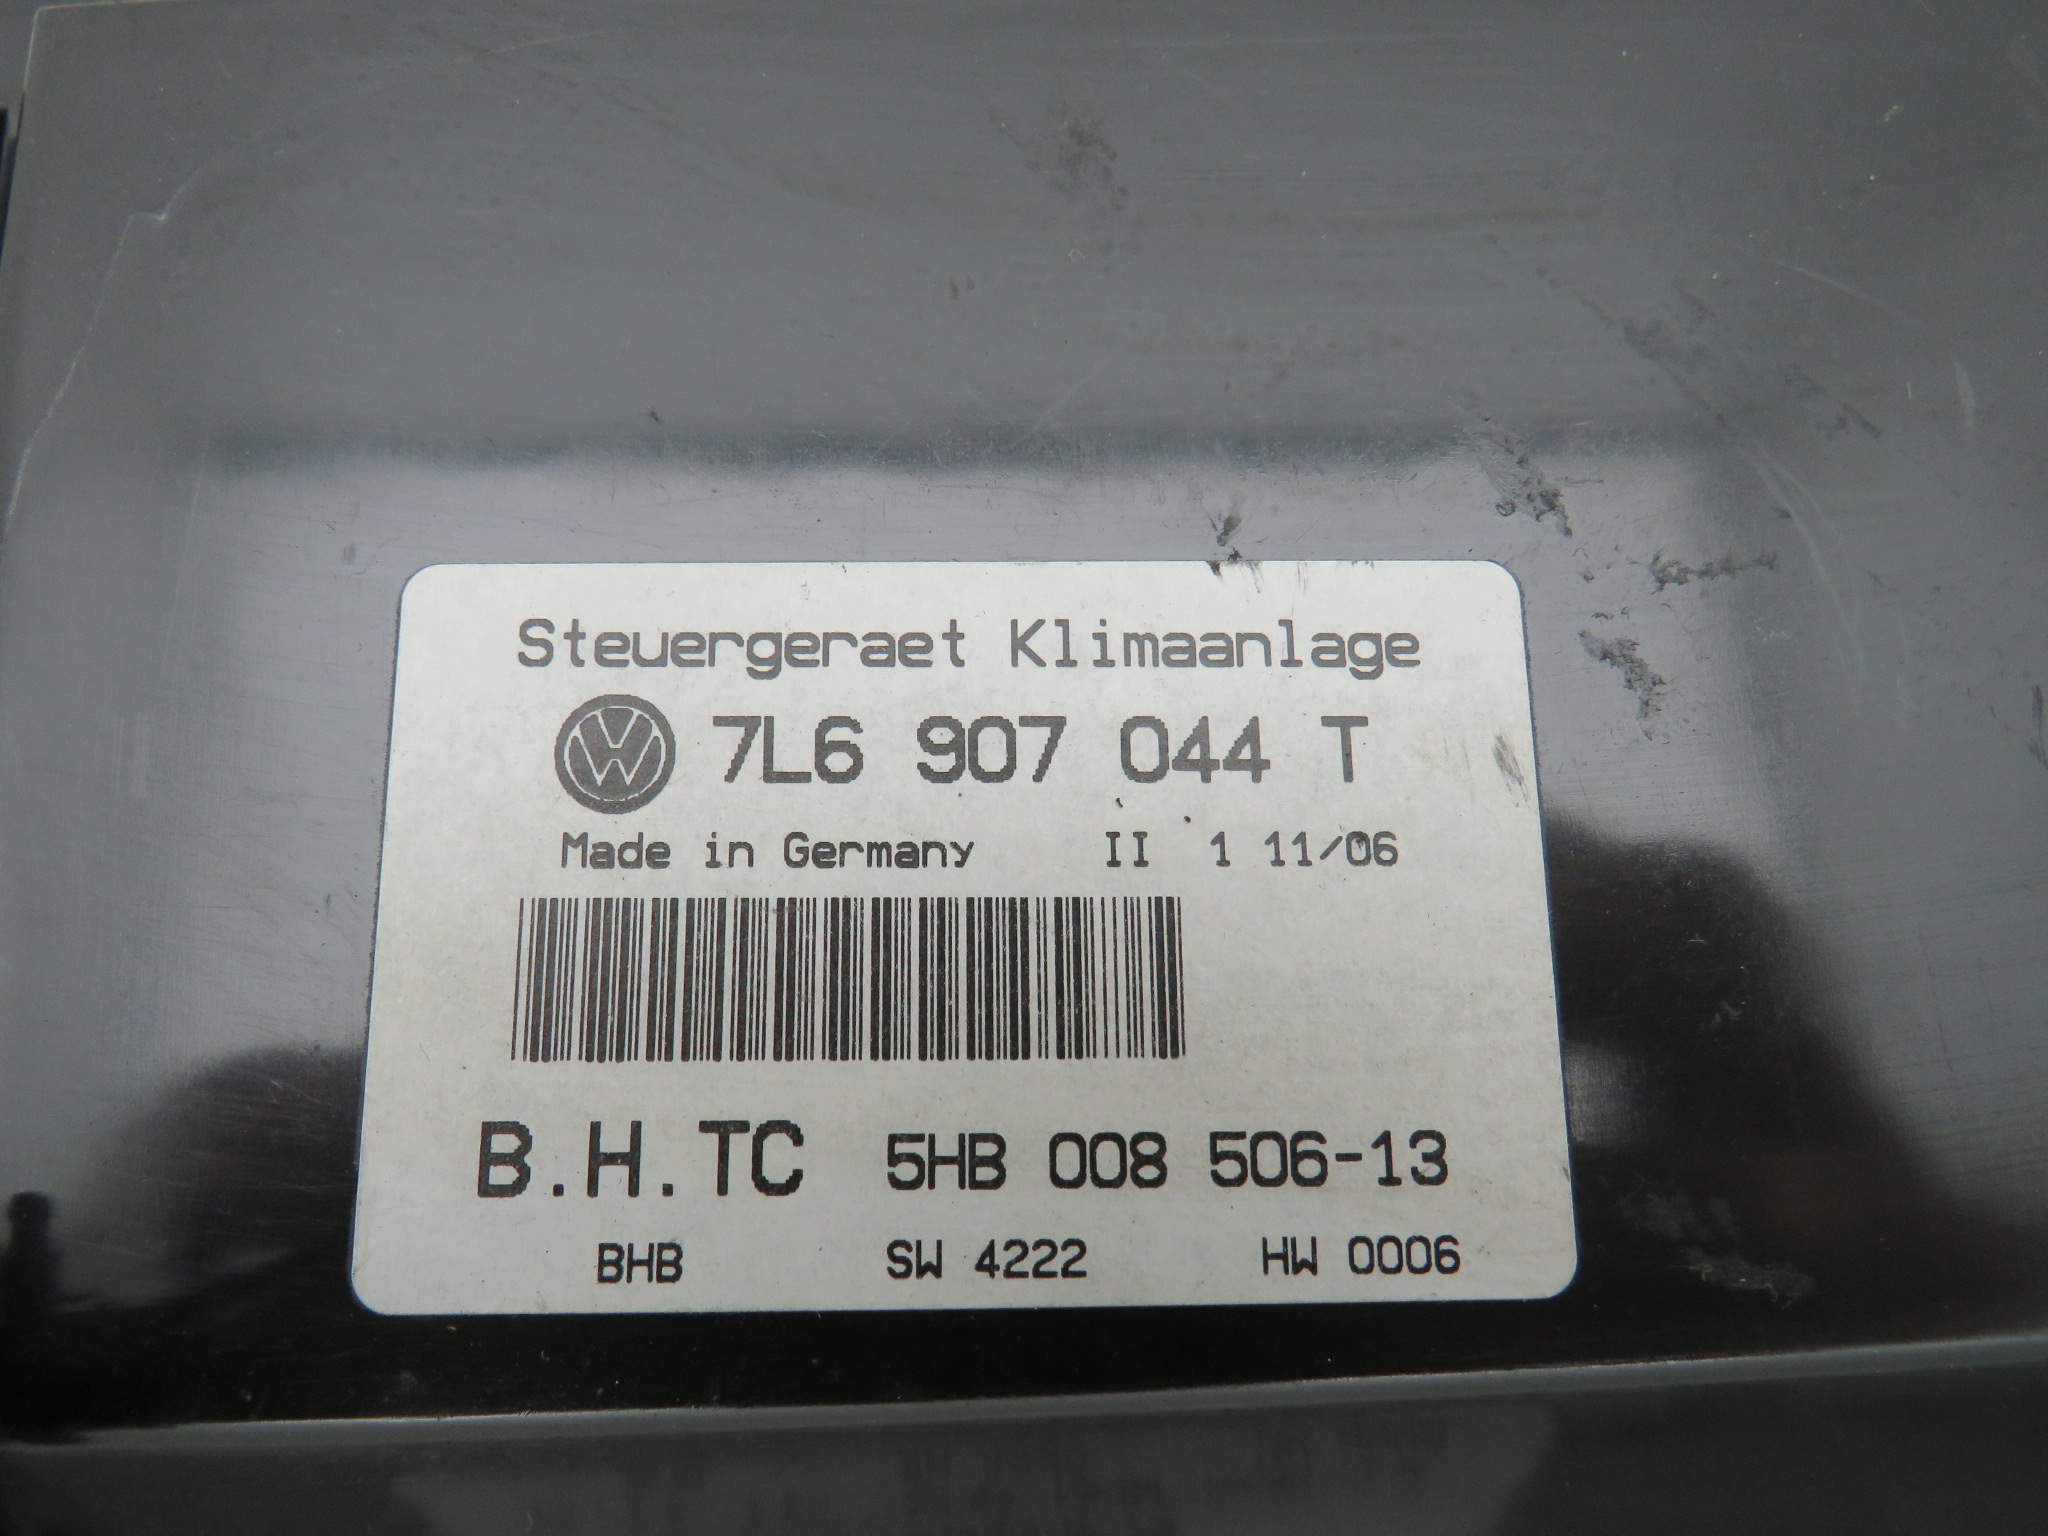 Steuergeraet Klimaanlage
7L6 907 044 T
Made in Germany II 1 11/06
B.H.TC 5HB 008 506-13
BHB SW 4222 HW 0006